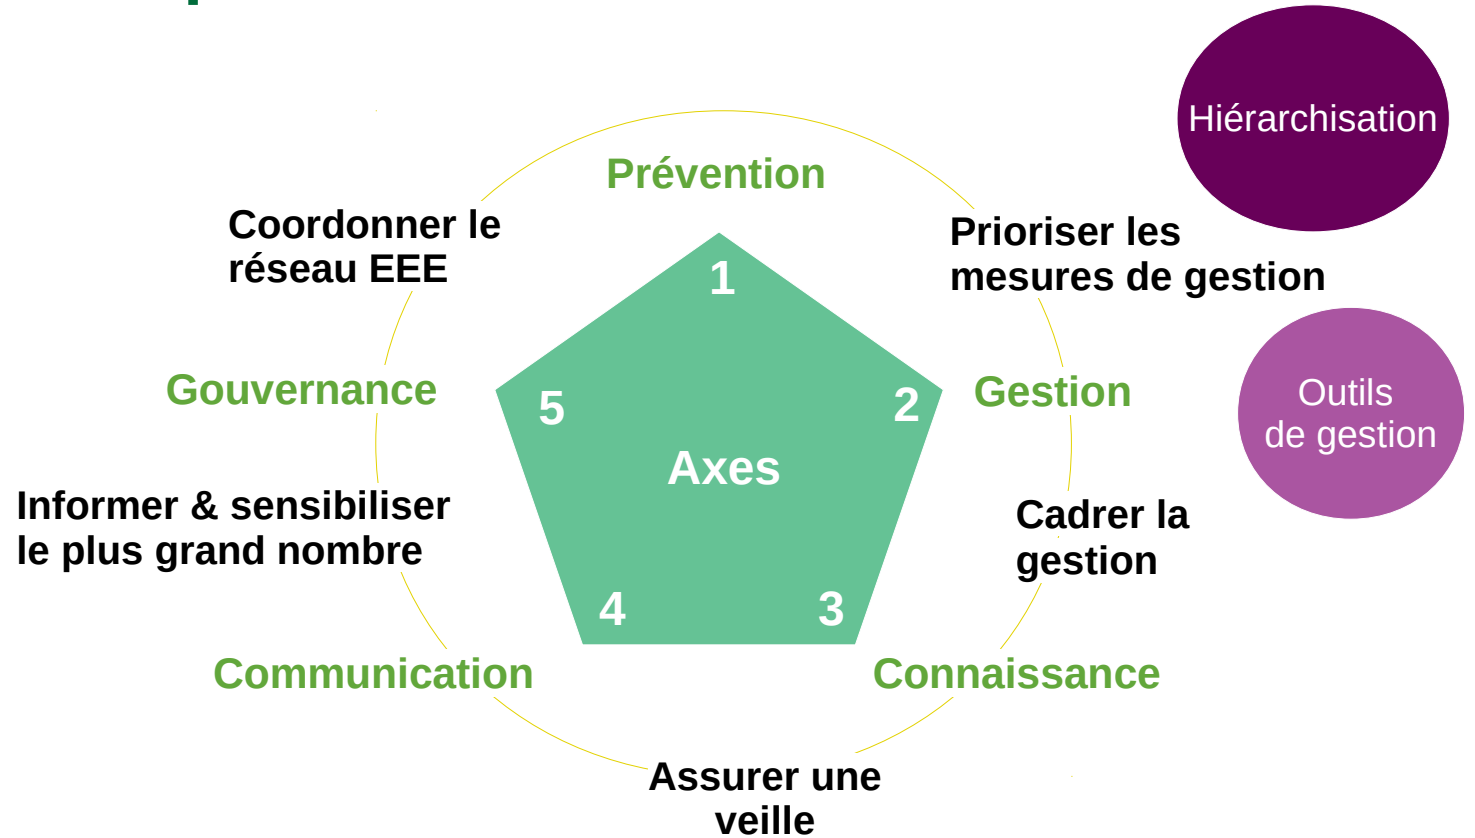 Hiérarchisation
Prévention
Coordonner le
réseau EEE
Prioriser les
mesures de gestion
1
Gouvernance
5
2
Gestion
Outils
de gestion
Axes
Informer & sensibiliser
le plus grand nombre
Cadrer la
gestion
4
3
Communication
Connaissance
Assurer une
veille